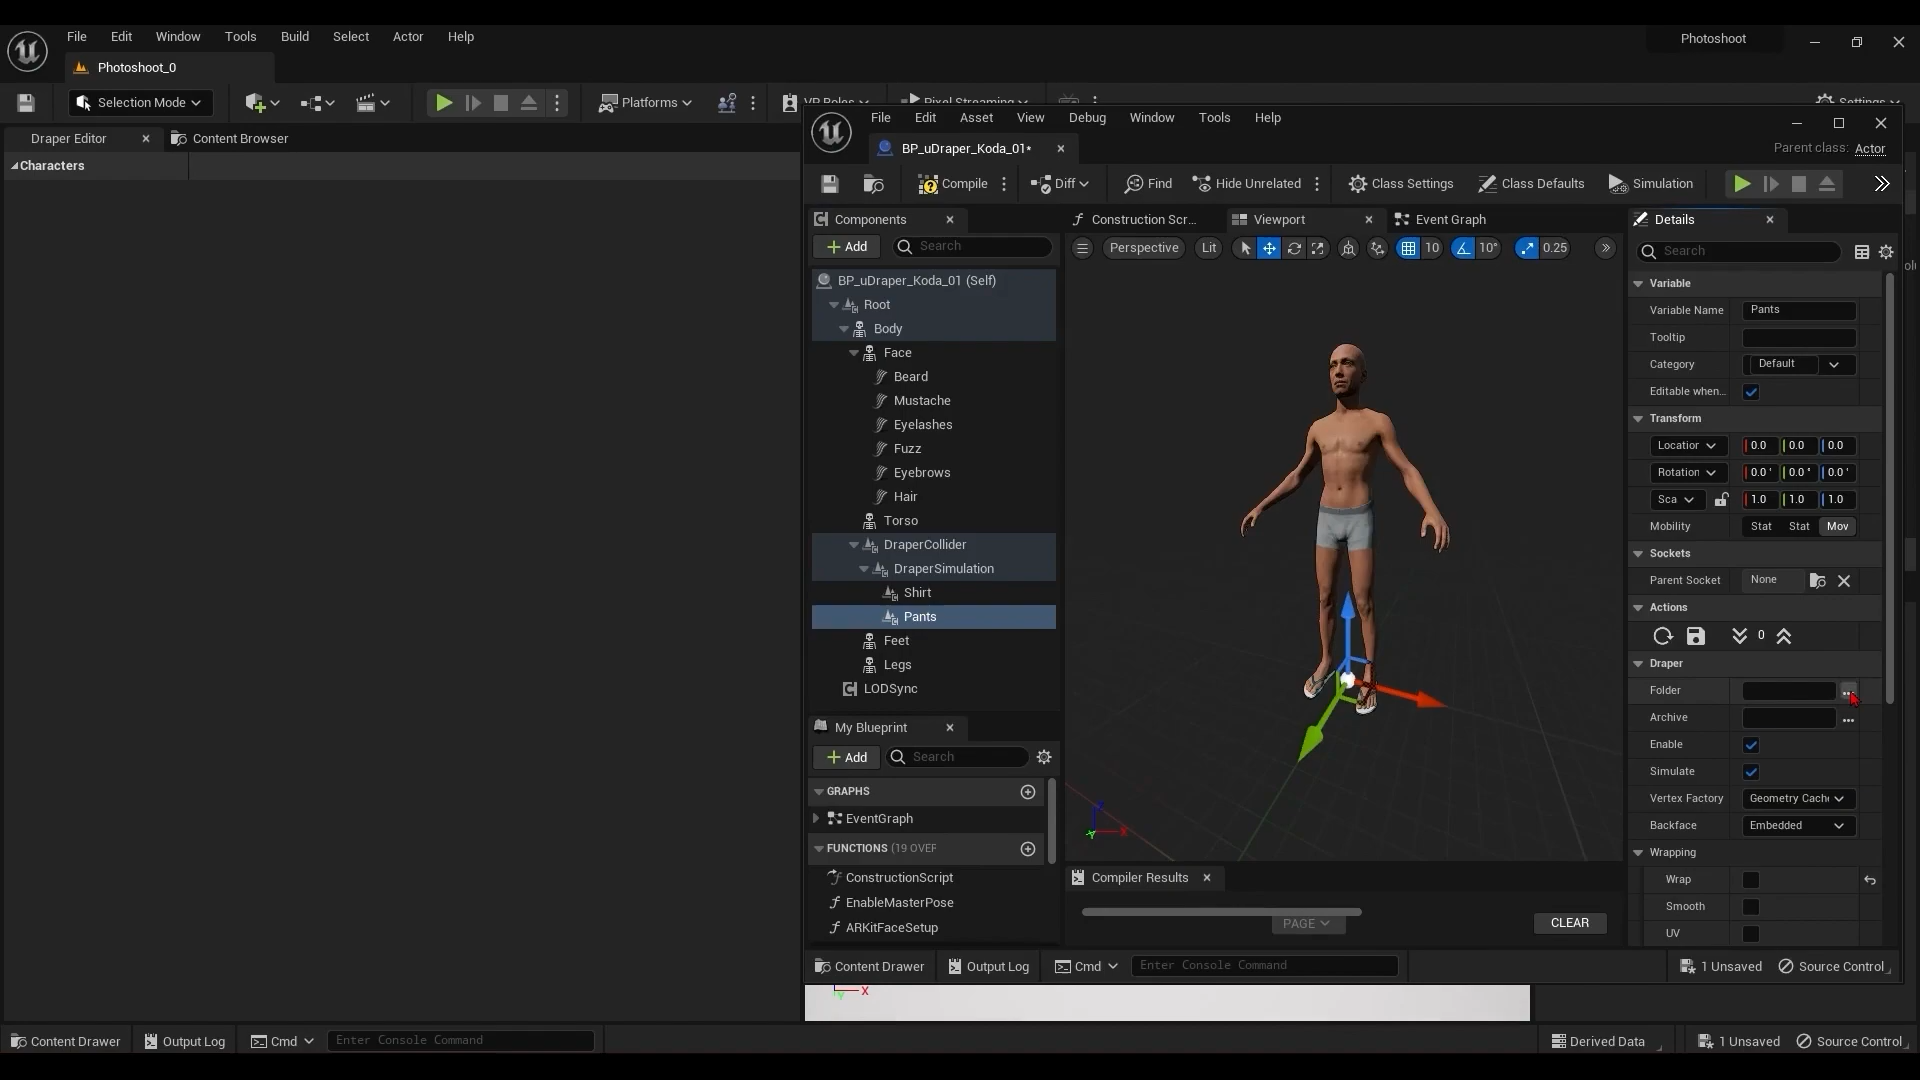 File Edit Window Tools Build Select Actor Help
Photoshoot
Photoshoot_0
Selection Mode
Platforms
VR Roles
Pixel Streaming
Settings
Draper Editor
Content Browser
Characters
File Edit Asset View Debug Window Tools Help
BP_uDraper_Koda_01*
Parent class: Actor
Compile
Diff
Find
Hide Unrelated
Class Settings
Class Defaults
Simulation
Components
Construction Scr...
Viewport
Event Graph
Details
Add
Search
Perspective
Lit
10
10°
0.25
Search
BP_uDraper_Koda_01 (Self)
Root
Body
Face
Beard
Mustache
Eyelashes
Fuzz
Eyebrows
Hair
Torso
DraperCollider
DraperSimulation
Shirt
Pants
Feet
Legs
LODSync
My Blueprint
Add
Search
GRAPHS
EventGraph
FUNCTIONS (19 OVER
ConstructionScript
EnableMasterPose
ARKitFaceSetup
X
Y
Compiler Results
PAGE
CLEAR
Variable
Variable Name Pants
Tooltip
Category Default
Editable when...
Transform
Location 0.0 0.0 0.0
Rotation 0.0 ° 0.0 ° 0.0 °
Sca 1.0 1.0 1.0
Mobility Stat Stat Mov
Sockets
Parent Socket None
Actions
0
Draper
Folder ...
Archive ...
Enable
Simulate
Vertex Factory Geometry Cach
Backface Embedded
Wrapping
Wrap
Smooth
UV
Content Drawer
Output Log
Cmd
Enter Console Command
1 Unsaved
Source Control
X
Y
Content Drawer
Output Log
Cmd
Enter Console Command
Derived Data
1 Unsaved
Source Control